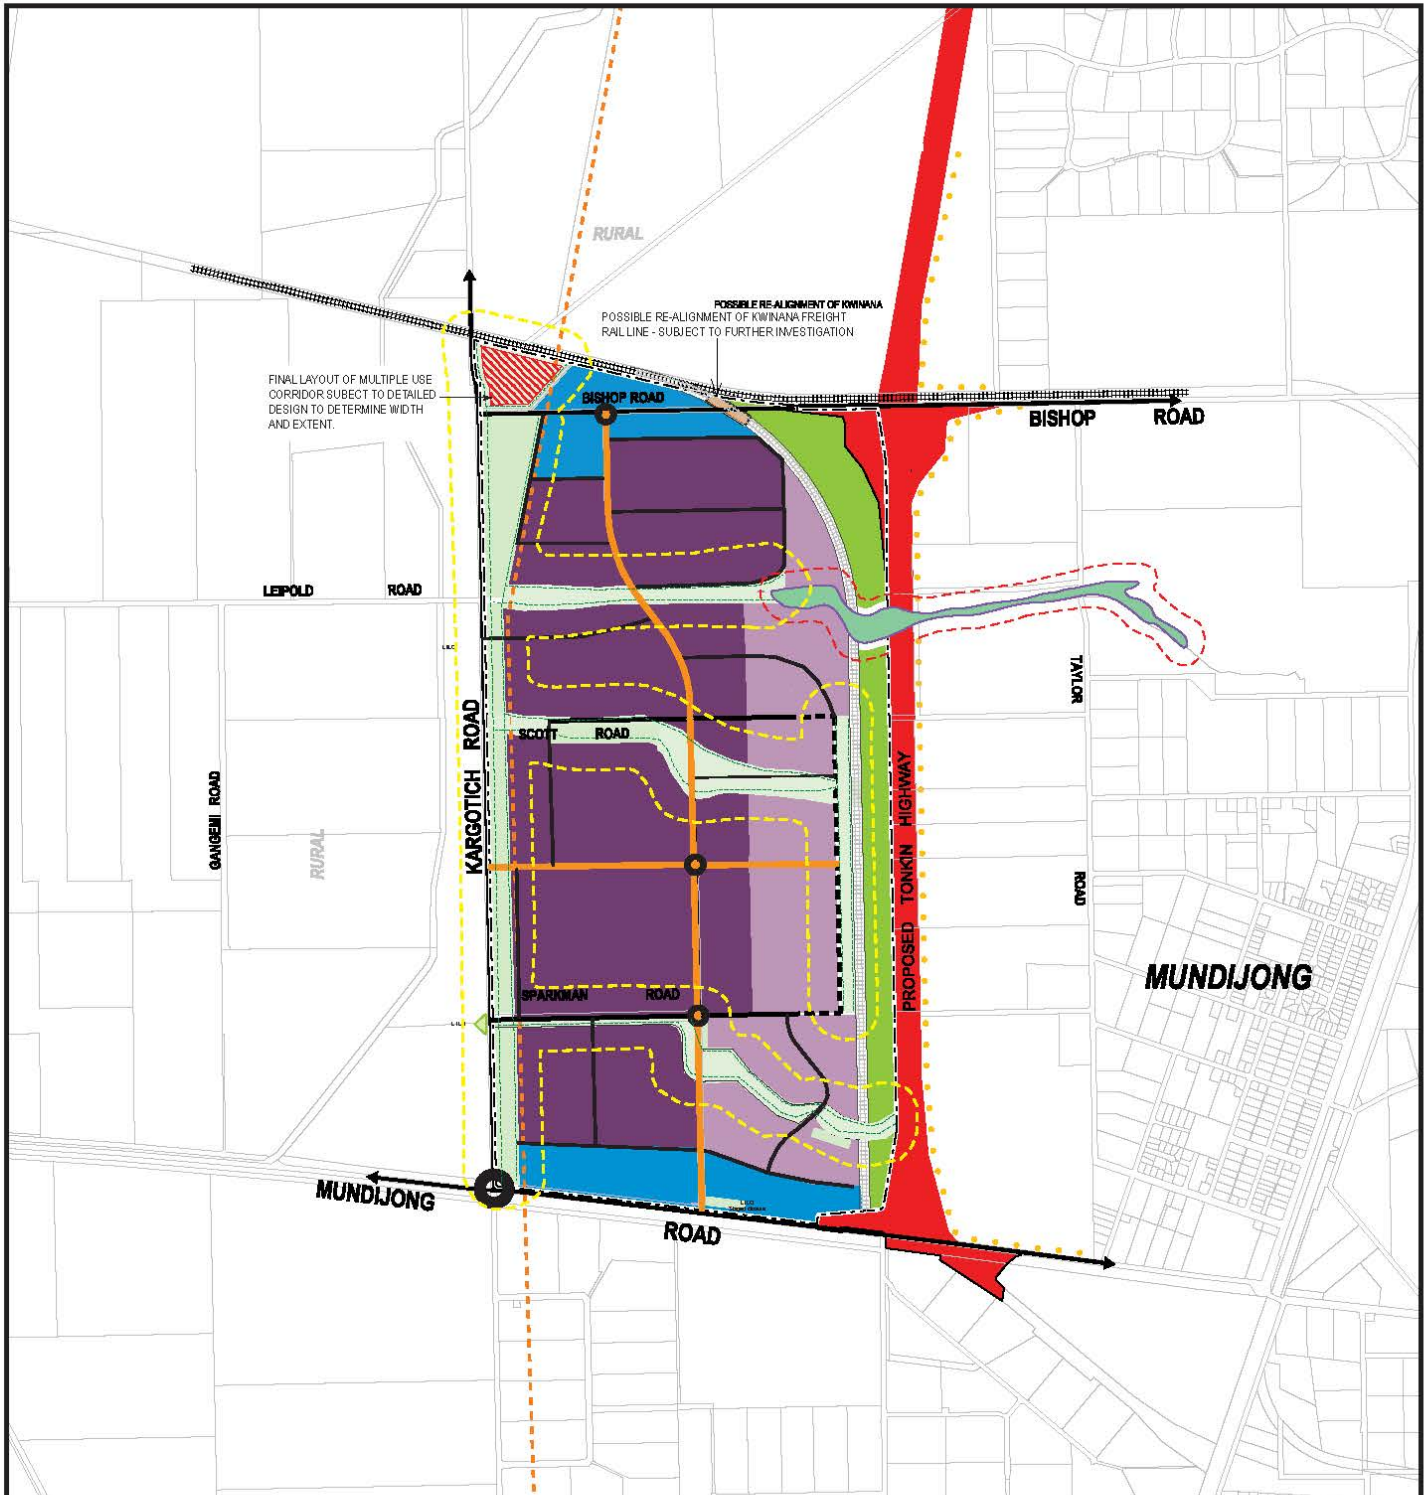 RURAL
POSSIBLE RE-ALIGNMENT OF KWINANA
POSSIBLE RE-ALIGNMENT OF KWINANA FREIGHT
RAIL LINE - SUBJECT TO FURTHER INVESTIGATION
FINAL LAYOUT OF MULTIPLE USE
CORRIDOR SUBECT TO DETAILED
DESIGN TO DETERMINE WIDTH
AND EXTENT.
BISHOP ROAD
BISHOP ROAD
LEIPOLD ROAD
TAYLOR ROAD
KARGOTICH ROAD
SCOTT ROAD
GANGEMI ROAD
RURAL
PROPOSED TONKIN HIGHWAY
MUNDIJONG
SPARKMAN ROAD
MUNDIJONG ROAD